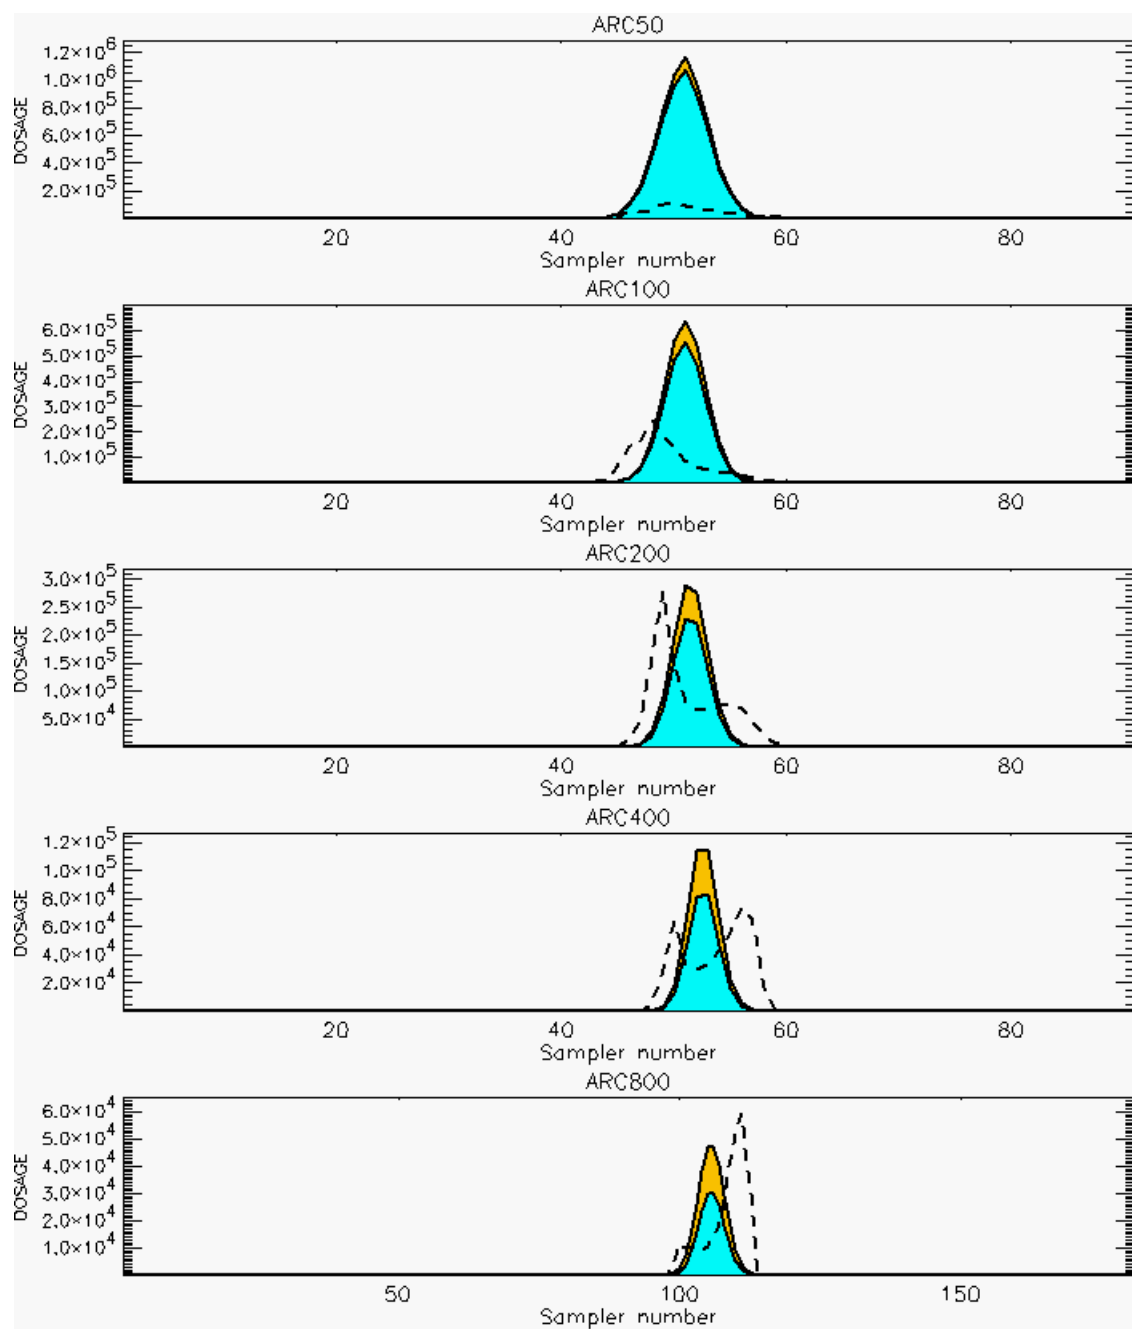 ARC50
1.2×10⁶
1.0×10⁶
8.0×10⁵
6.0×10⁵
4.0×10⁵
2.0×10⁵
DOSAGE
20 40 60 80
Sampler number
ARC100
6.0×10⁵
5.0×10⁵
4.0×10⁵
3.0×10⁵
2.0×10⁵
1.0×10⁵
DOSAGE
20 40 60 80
Sampler number
ARC200
3.0×10⁵
2.5×10⁵
2.0×10⁵
1.5×10⁵
1.0×10⁵
5.0×10⁴
DOSAGE
20 40 60 80
Sampler number
ARC400
1.2×10⁵
1.0×10⁵
8.0×10⁴
6.0×10⁴
4.0×10⁴
2.0×10⁴
DOSAGE
20 40 60 80
Sampler number
ARC800
6.0×10⁴
5.0×10⁴
4.0×10⁴
3.0×10⁴
2.0×10⁴
1.0×10⁴
DOSAGE
50 100 150
Sampler number